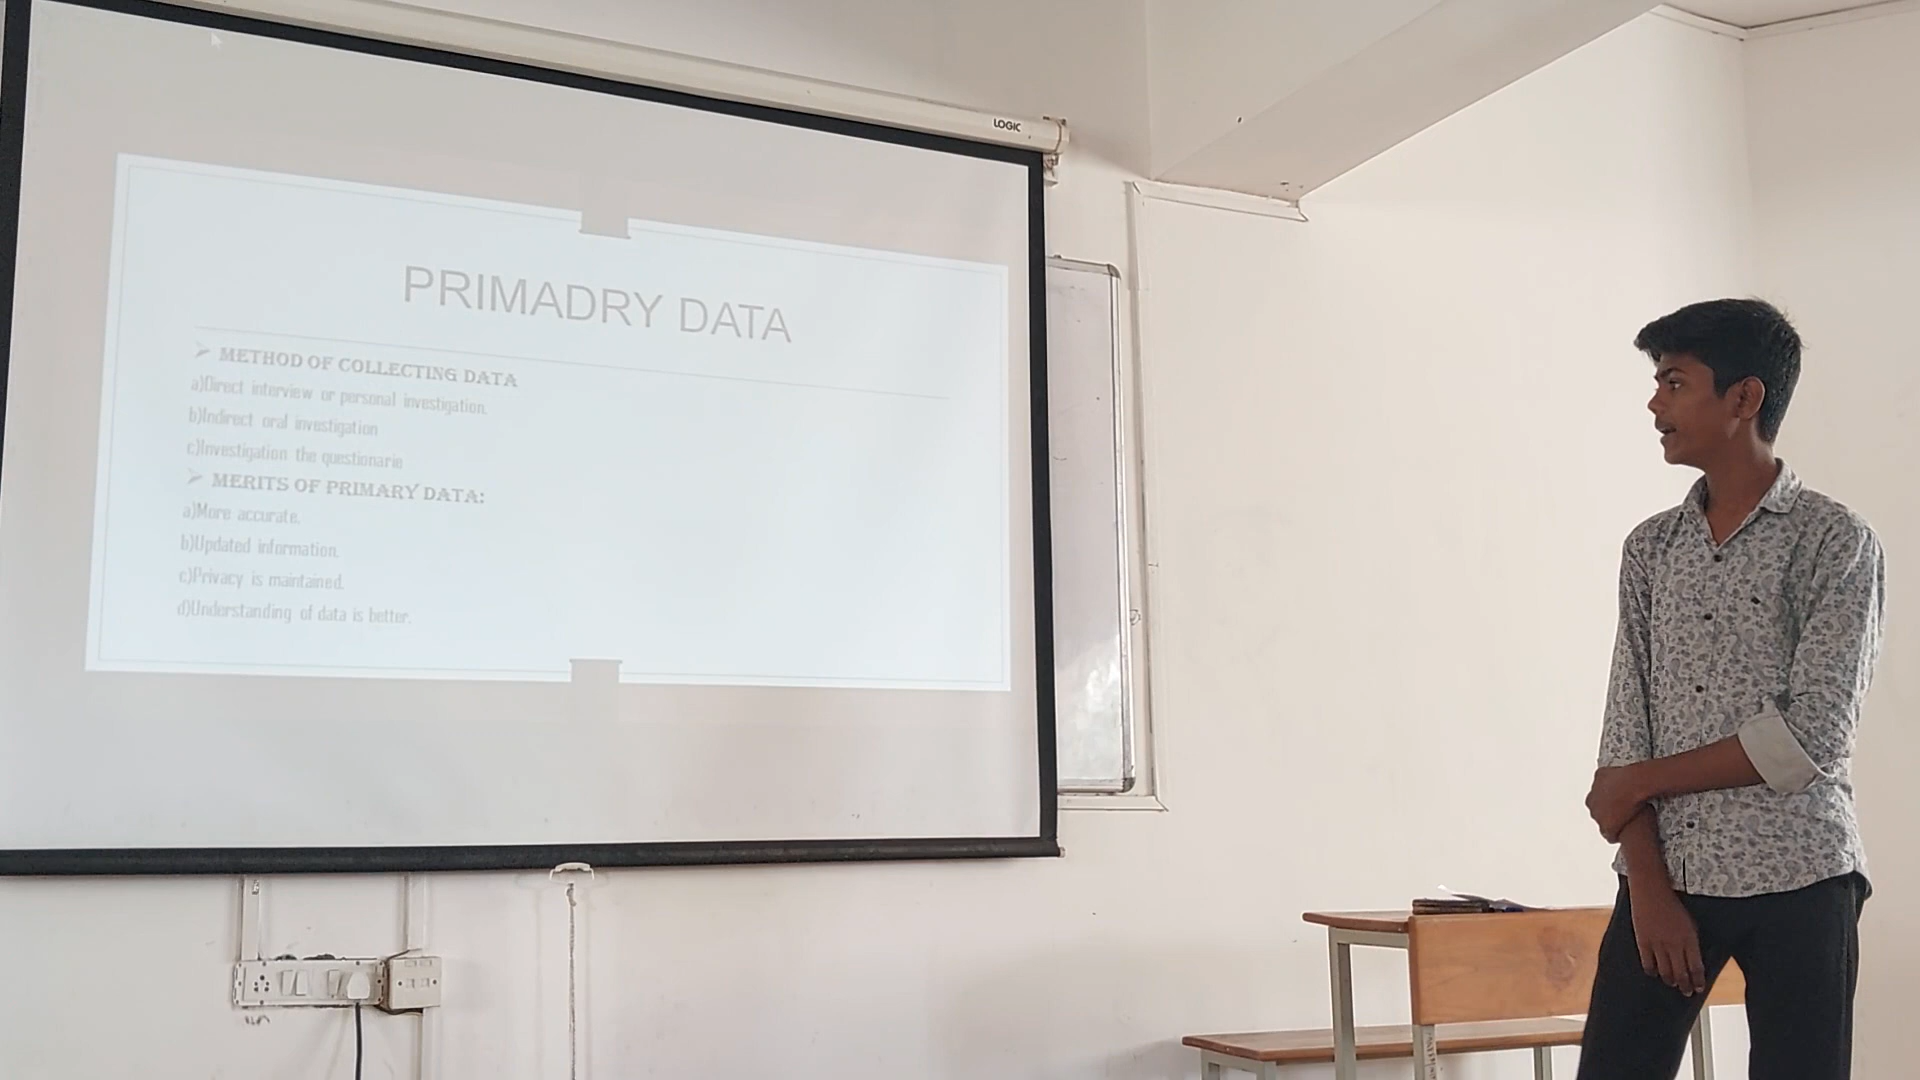 LOGIC
PRIMADRY DATA
➢ METHOD OF COLLECTING DATA
a)Direct interview or personal investigation.
b)Indirect oral investigation
c)Investigation the questionarie
➢ MERITS OF PRIMARY DATA:
a)More accurate.
b)Updated information.
c)Privacy is maintained.
d)Understanding of data is better.